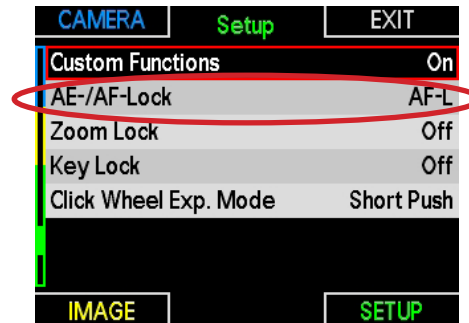 CAMERA Setup EXIT
Custom Functions On
AE-/AF-Lock AF-L
Zoom Lock Off
Key Lock Off
Click Wheel Exp. Mode Short Push
IMAGE SETUP